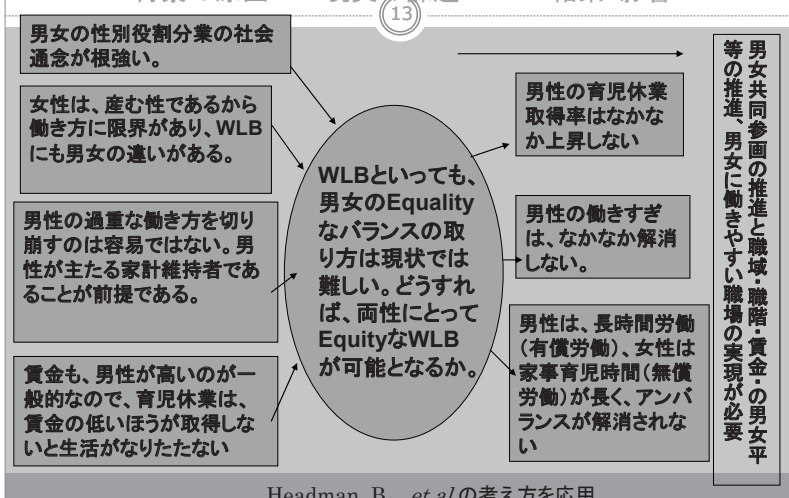 13
男女の性別役割分業の社会
通念が根強い。
女性は、産む性であるから
働き方に限界があり、WLB
にも男女の違いがある。
男性の過重な働き方を切り
崩すのは容易ではない。男
性が主たる家計維持者であ
ることが前提である。
賃金も、男性が高いのが一
般的なので、育児休業は、
賃金の低いほうが取得しな
いと生活がなりたたない
WLBといっても、
男女のEquality
なバランスの取
り方は現状では
難しい。どうすれ
ば、両性にとって
EquityなWLB
が可能となるか。
男性の育児休業
取得率はなかな
か上昇しない
男性の働きすぎ
は、なかなか解消
しない。
男性は、長時間労働
(有償労働)、女性は
家事育児時間(無償
労働)が長く、アンバ
ランスが解消されな
い
男女共同参画の推進と職域・職階・賃金・の男女平
等の推進、男女に働きやすい職場の実現が必要
Headman, B., et al の考え方を応用